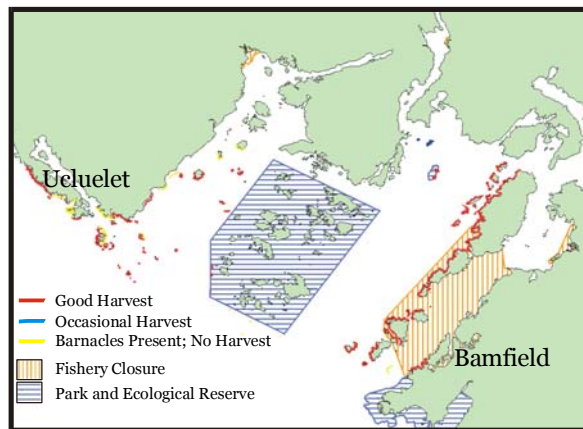 Ucluelet
Good Harvest
Occasional Harvest
Barnacles Present; No Harvest
Fishery Closure
Bamfield
Park and Ecological Reserve